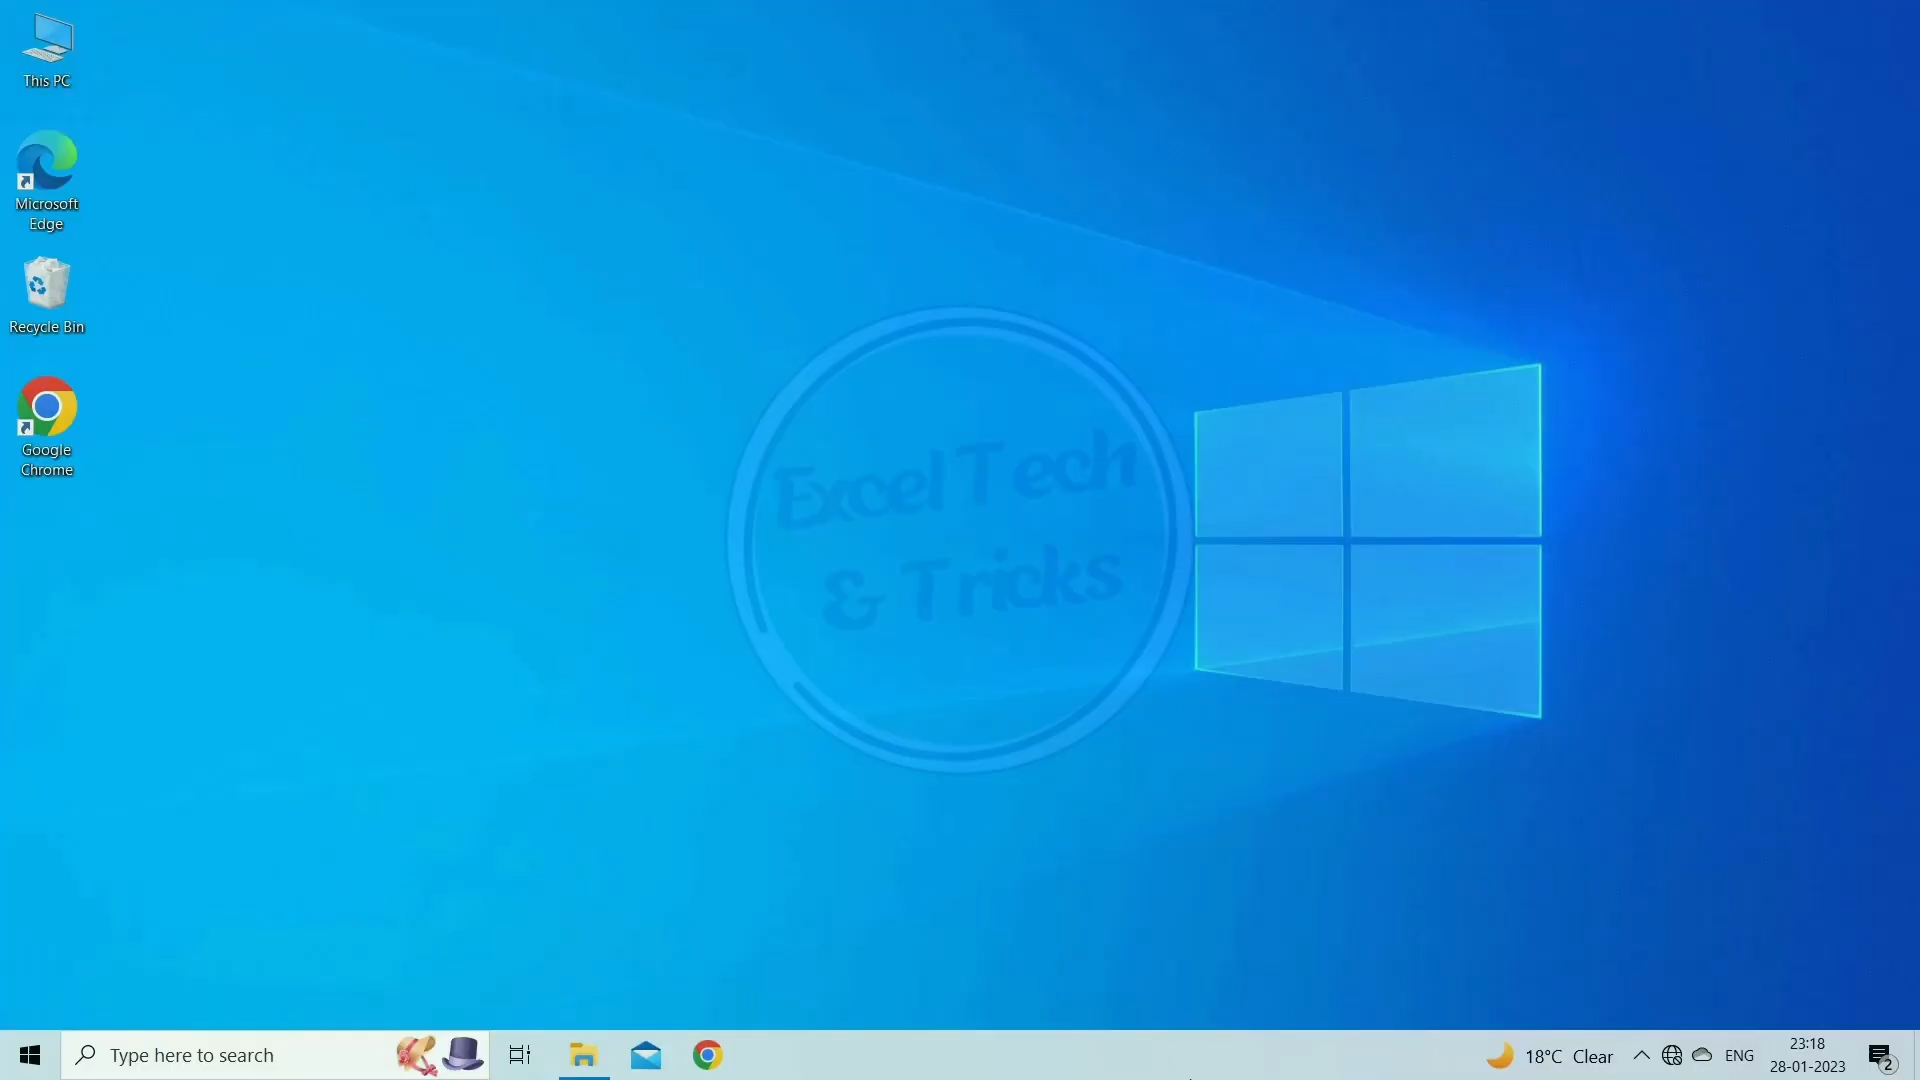 This PC
Microsoft
Edge
Recycle Bin
Google
Chrome
Excel Tech
& Tricks
Type here to search
18°C Clear
ENG
23:18
28-01-2023
2